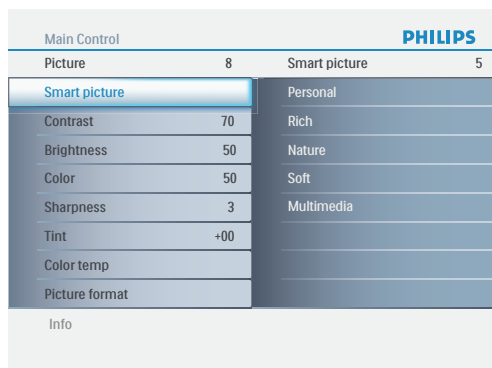 Main Control PHILIPS
Picture 8 Smart picture 5
Smart picture Personal
Contrast 70 Rich
Brightness 50 Nature
Color 50 Soft
Sharpness 3 Multimedia
Tint +00
Color temp
Picture format
Info